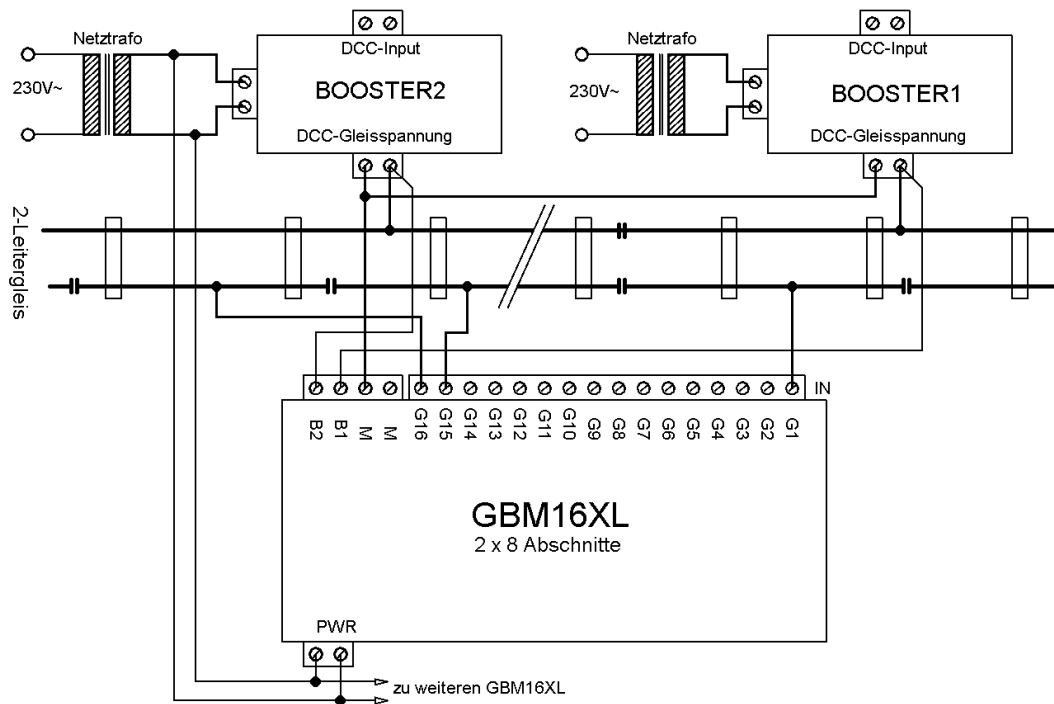 Netztrafo
230V~
DCC-Input
BOOSTER2
DCC-Gleisspannung
Netztrafo
230V~
DCC-Input
BOOSTER1
DCC-Gleisspannung
2-Leitergleis
IN
B2
B1
M
M
G16
G15
G14
G13
G12
G11
G10
G9
G8
G7
G6
G5
G4
G3
G2
G1
GBM16XL
2 x 8 Abschnitte
PWR
zu weiteren GBM16XL